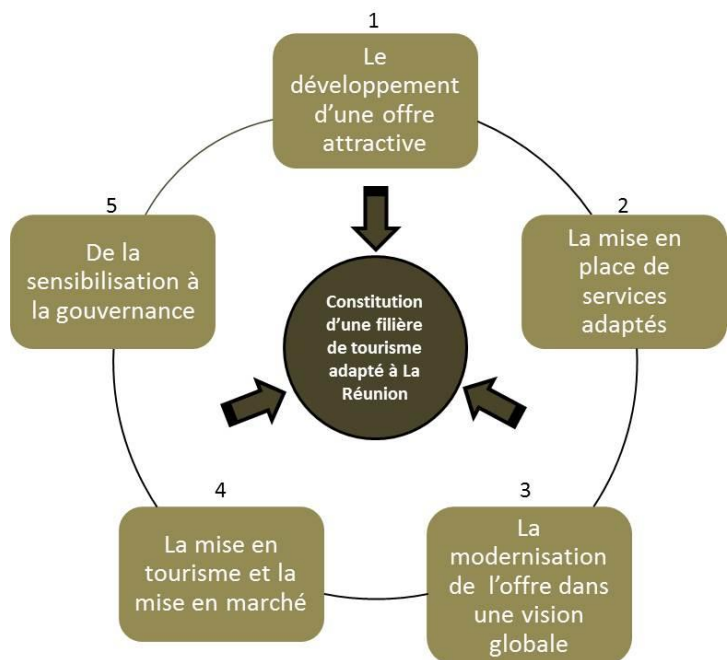 1
Le
développement
d’une offre
attractive
2
La mise en
place de
services
adaptés
3
La
modernisation
de l’offre dans
une vision
globale
4
La mise en
tourisme et la
mise en marché
5
De la
sensibilisation à
la gouvernance
Constitution
d’une filière
de tourisme
adapté à La
Réunion